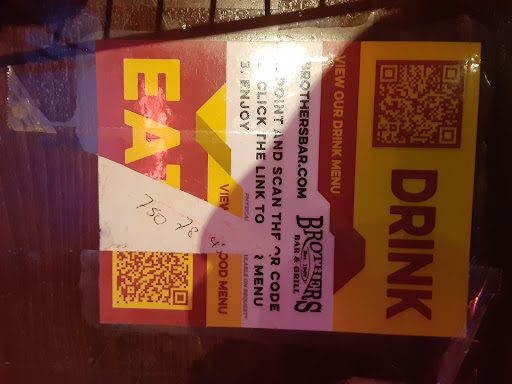 DRINK
VIEW OUR DRINK MENU
BROTHERS
BAR & GRILL
BROTHERSBAR.COM
POINT AND SCAN THE QR CODE
CLICK THE LINK TO MENU
3. ENJOY
VIEW FOOD MENU
EAT
750 78